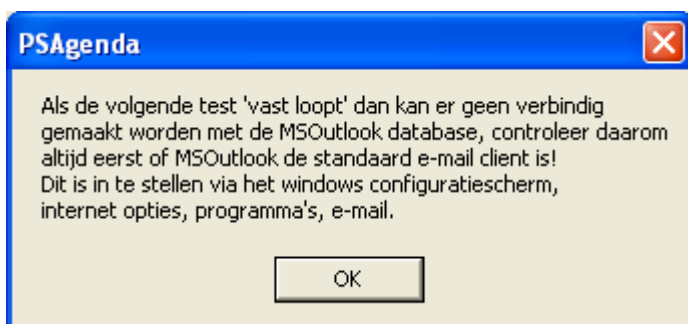 PSAgenda
Als de volgende test 'vast loopt' dan kan er geen verbindig
gemaakt worden met de MSOutlook database, controleer daarom
altijd eerst of MSOutlook de standaard e-mail client is!
Dit is in te stellen via het windows configuratiescherm,
internet opties, programma's, e-mail.
OK